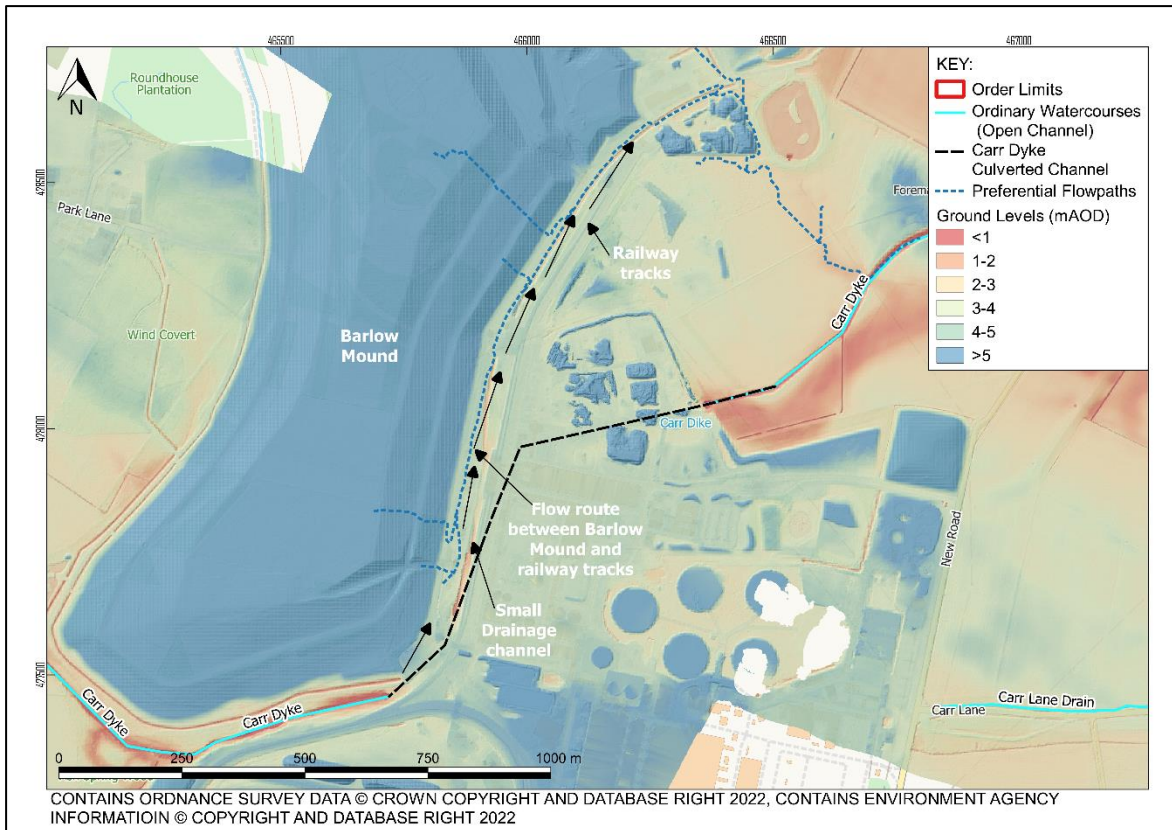 465500
466000
466500
467000
Roundhouse
Plantation
N
428500
Park Lane
Wind Covert
Barlow
Mound
Railway
tracks
Forema
Carr Dyke
428000
Carr Dike
Flow route
between Barlow
Mound and
railway tracks
New Road
Small
Drainage
channel
427500
Carr Dyke
Carr Dyke
Carr Lane Drain
Carr Lane
0 250 500 750 1000 m
KEY:
Order Limits
Ordinary Watercourses
(Open Channel)
Carr Dyke
Culverted Channel
Preferential Flowpaths
Ground Levels (mAOD)
<1
1-2
2-3
3-4
4-5
>5
CONTAINS ORDNANCE SURVEY DATA © CROWN COPYRIGHT AND DATABASE RIGHT 2022, CONTAINS ENVIRONMENT AGENCY
INFORMATIOIN © COPYRIGHT AND DATABASE RIGHT 2022